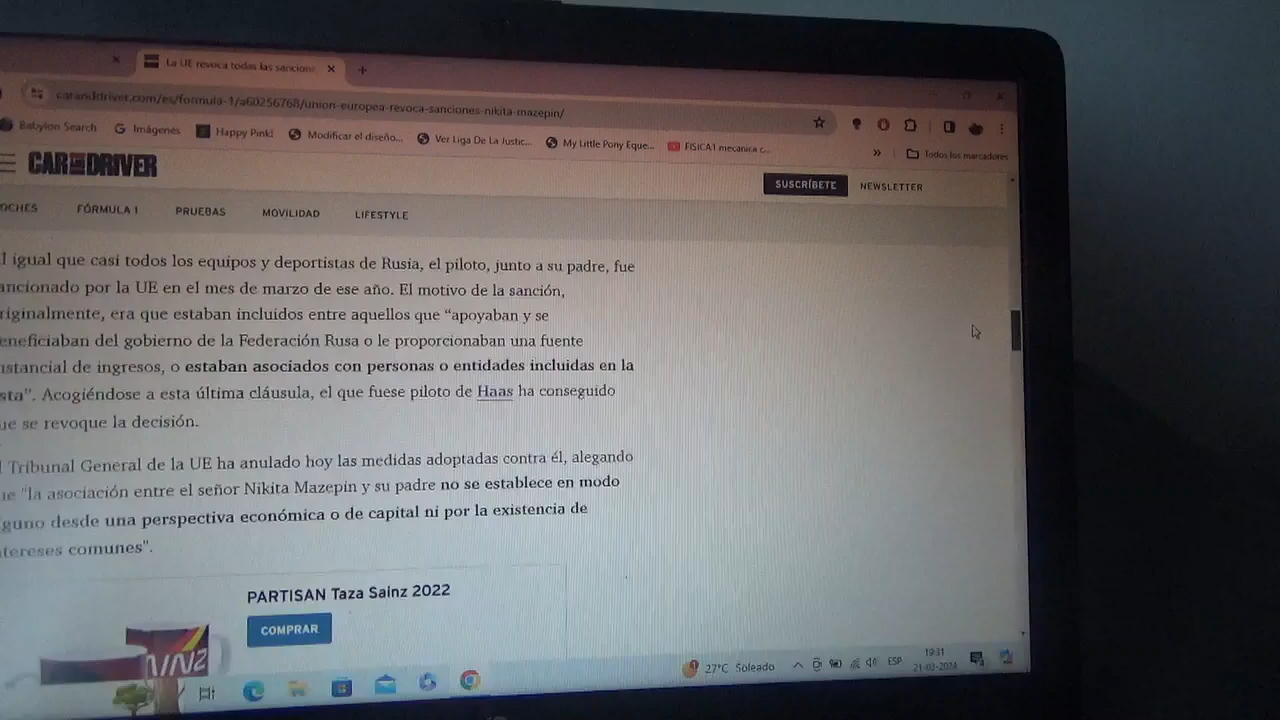 La UE revoca todas las sancione
caranddriver.com/es/formula-1/a60256768/union-europea-revoca-sanciones-nikita-mazepin/
Babylon Search Imágenes Happy Pink! Modificar el diseño... Ver Liga De La Justic... My Little Pony Eque... FISICA1 mecanica c...
» Todos los marcadores
CAR AND DRIVER
SUSCRÍBETE NEWSLETTER
OCHES FÓRMULA 1 PRUEBAS MOVILIDAD LIFESTYLE
l igual que casi todos los equipos y deportistas de Rusia, el piloto, junto a su padre, fue
ancionado por la UE en el mes de marzo de ese año. El motivo de la sanción,
riginalmente, era que estaban incluidos entre aquellos que “apoyaban y se
eneficiaban del gobierno de la Federación Rusa o le proporcionaban una fuente
stancial de ingresos, o estaban asociados con personas o entidades incluidas en la
sta”. Acogiéndose a esta última cláusula, el que fuese piloto de Haas ha conseguido
ue se revoque la decisión.
l Tribunal General de la UE ha anulado hoy las medidas adoptadas contra él, alegando
ue "la asociación entre el señor Nikita Mazepin y su padre no se establece en modo
guno desde una perspectiva económica o de capital ni por la existencia de
tereses comunes".
PARTISAN Taza Sainz 2022
COMPRAR
27°C Soleado
ESP
19:31
21-03-2024